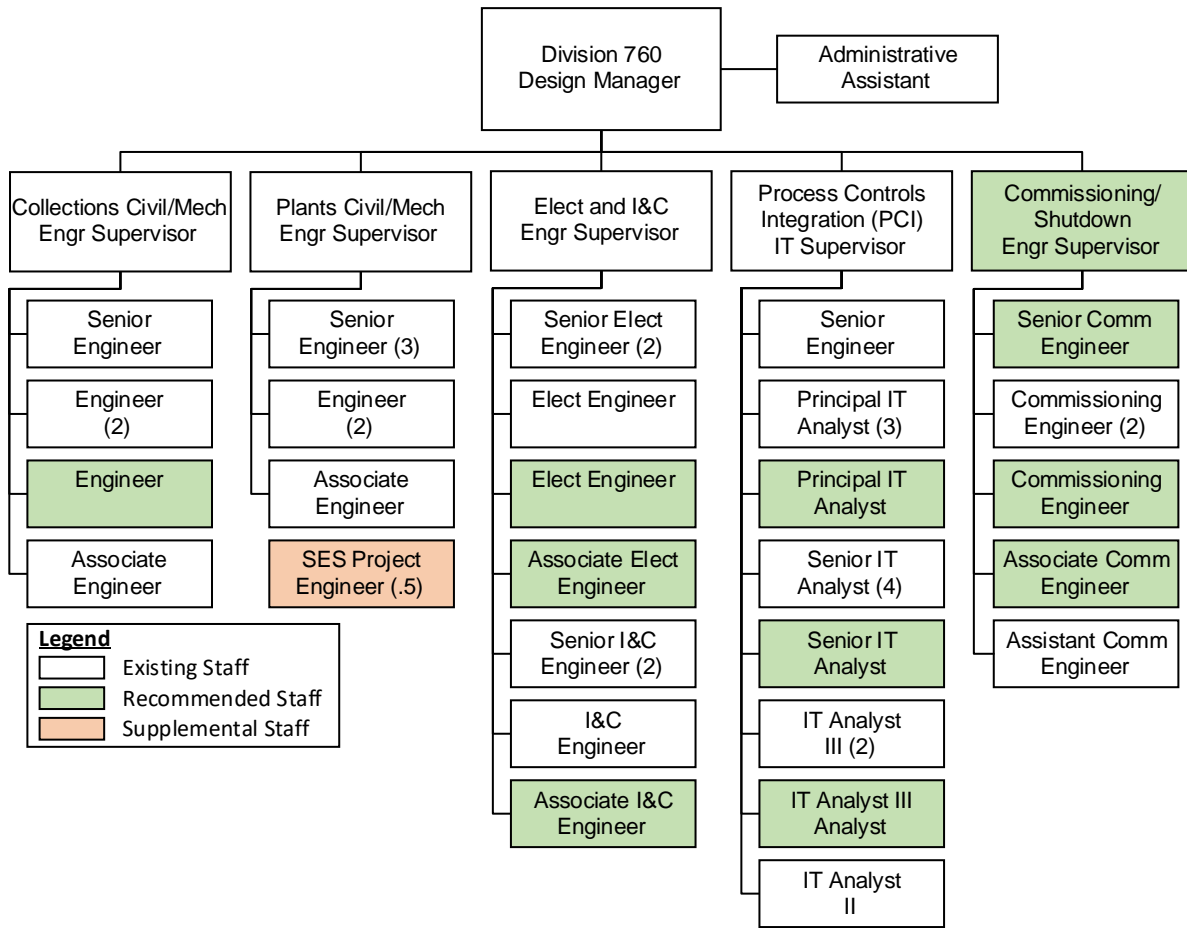 Division 760
Design Manager
Administrative
Assistant
Collections Civil/Mech
Engr Supervisor
Senior
Engineer
Engineer
(2)
Engineer
Associate
Engineer
Plants Civil/Mech
Engr Supervisor
Senior
Engineer (3)
Engineer
(2)
Associate
Engineer
SES Project
Engineer (.5)
Elect and I&C
Engr Supervisor
Senior Elect
Engineer (2)
Elect Engineer
Elect Engineer
Associate Elect
Engineer
Senior I&C
Engineer (2)
I&C
Engineer
Associate I&C
Engineer
Process Controls
Integration (PCI)
IT Supervisor
Senior
Engineer
Principal IT
Analyst (3)
Principal IT
Analyst
Senior IT
Analyst (4)
Senior IT
Analyst
IT Analyst
III (2)
IT Analyst III
Analyst
IT Analyst
II
Commissioning/
Shutdown
Engr Supervisor
Senior Comm
Engineer
Commissioning
Engineer (2)
Commissioning
Engineer
Associate Comm
Engineer
Assistant Comm
Engineer
Legend
Existing Staff
Recommended Staff
Supplemental Staff